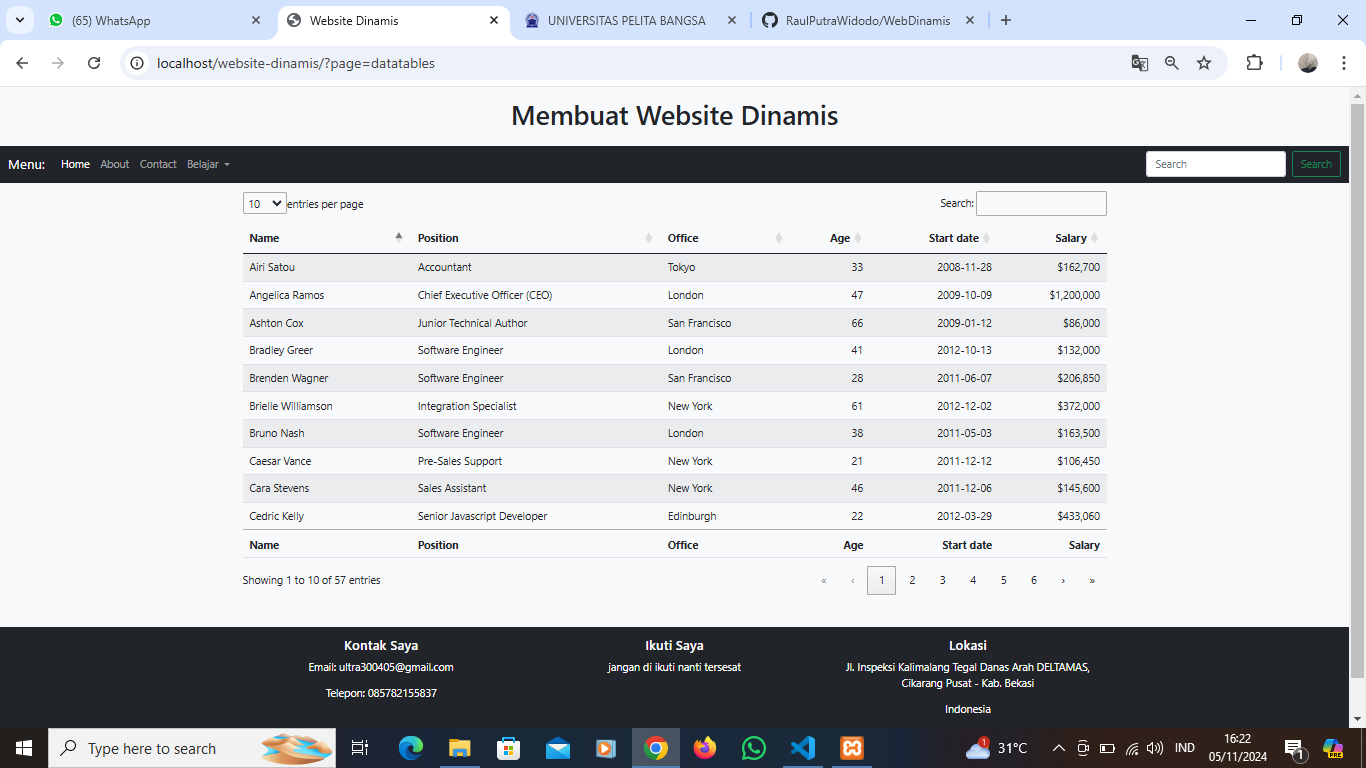 (65) WhatsApp
Website Dinamis
UNIVERSITAS PELITA BANGSA
RaulPutraWidodo/WebDinamis
localhost/website-dinamis/?page=datatables
Membuat Website Dinamis
Menu: Home About Contact Belajar Search Search
10 entries per page Search:
Name Position Office Age Start date Salary
Airi Satou Accountant Tokyo 33 2008-11-28 $162,700
Angelica Ramos Chief Executive Officer (CEO) London 47 2009-10-09 $1,200,000
Ashton Cox Junior Technical Author San Francisco 66 2009-01-12 $86,000
Bradley Greer Software Engineer London 41 2012-10-13 $132,000
Brenden Wagner Software Engineer San Francisco 28 2011-06-07 $206,850
Brielle Williamson Integration Specialist New York 61 2012-12-02 $372,000
Bruno Nash Software Engineer London 38 2011-05-03 $163,500
Caesar Vance Pre-Sales Support New York 21 2011-12-12 $106,450
Cara Stevens Sales Assistant New York 46 2011-12-06 $145,600
Cedric Kelly Senior Javascript Developer Edinburgh 22 2012-03-29 $433,060
Name Position Office Age Start date Salary
Showing 1 to 10 of 57 entries « ‹ 1 2 3 4 5 6 › »
Kontak Saya Ikuti Saya Lokasi
Email: ultra300405@gmail.com jangan di ikuti nanti tersesat Jl. Inspeksi Kalimalang Tegal Danas Arah DELTAMAS,
Cikarang Pusat - Kab. Bekasi
Telepon: 085782155837
Indonesia
Type here to search
1
31°C
IND
16:22
05/11/2024
1
PRE